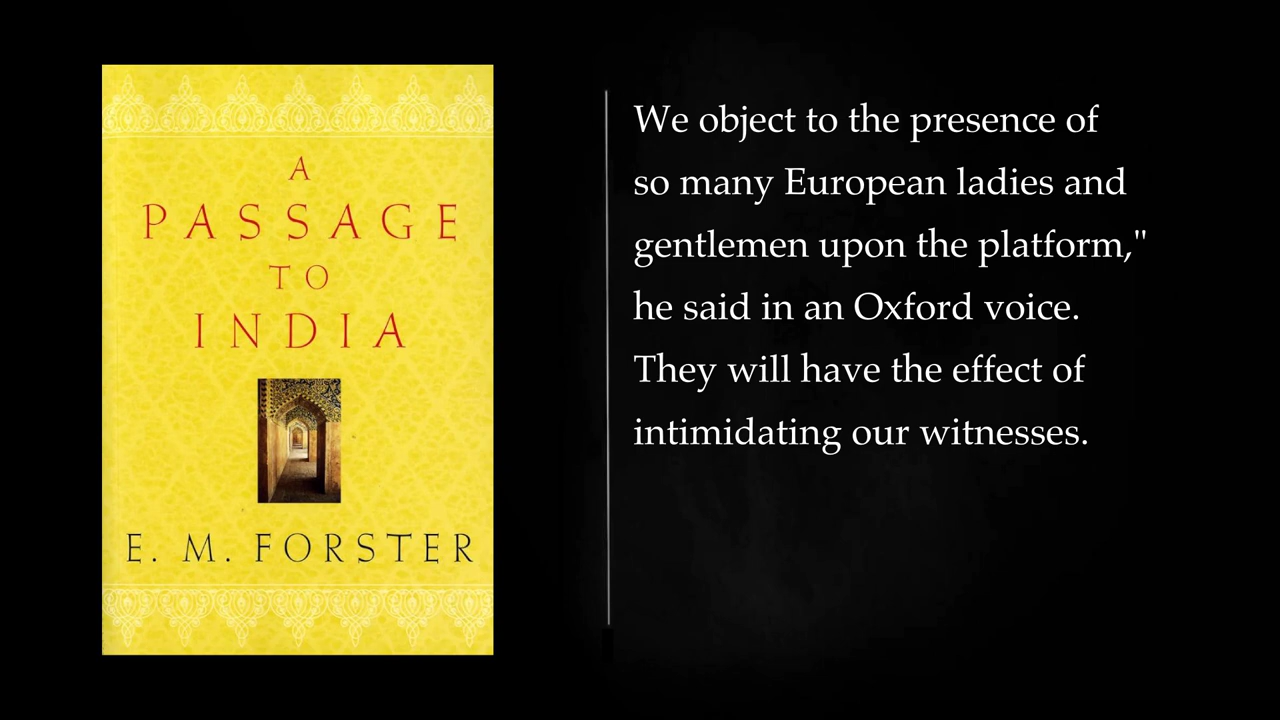 A
PASSAGE
TO
INDIA
E. M. FORSTER
We object to the presence of
so many European ladies and
gentlemen upon the platform,"
he said in an Oxford voice.
They will have the effect of
intimidating our witnesses.